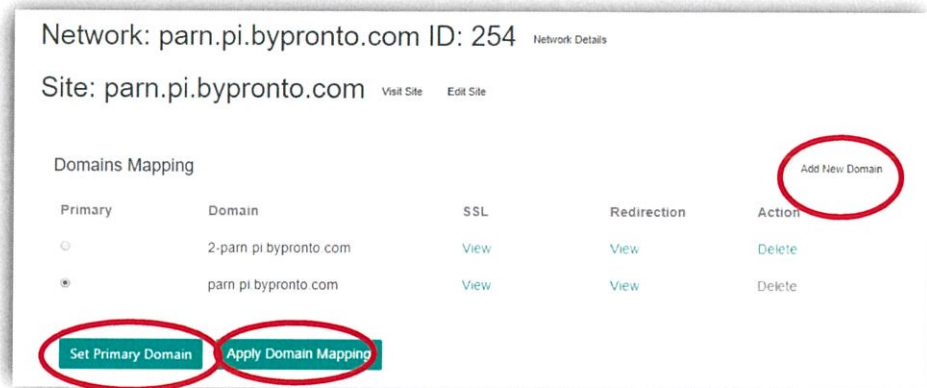 Network: parn.pi.bypronto.com ID: 254 Network Details
Site: parn.pi.bypronto.com Visit Site Edit Site
Domains Mapping Add New Domain
Primary Domain SSL Redirection Action
2-parn.pi.bypronto.com View View Delete
parn.pi.bypronto.com View View Delete
Set Primary Domain Apply Domain Mapping